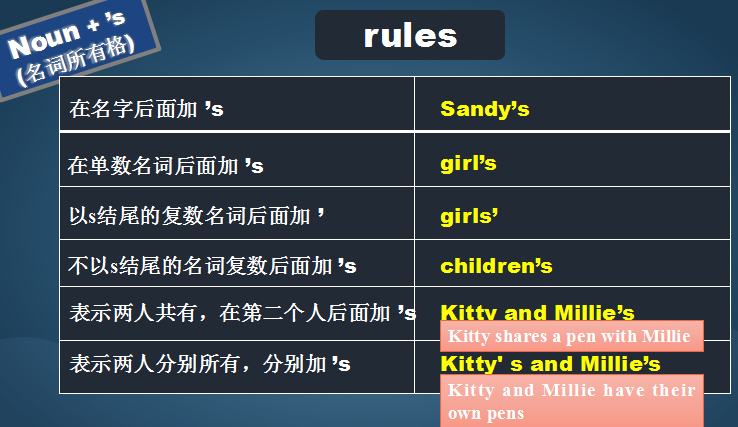 Noun + ’s
(名词所有格)
rules
在名字后面加 ’s
Sandy’s
在单数名词后面加 ’s
girl’s
以s结尾的复数名词后面加 ’
girls’
不以s结尾的名词复数后面加 ’s
children’s
表示两人共有，在第二个人后面加 ’s
Kitty and Millie’s
Kitty shares a pen with Millie
表示两人分别所有，分别加 ’s
Kitty' s and Millie’s
Kitty and Millie have their
own pens